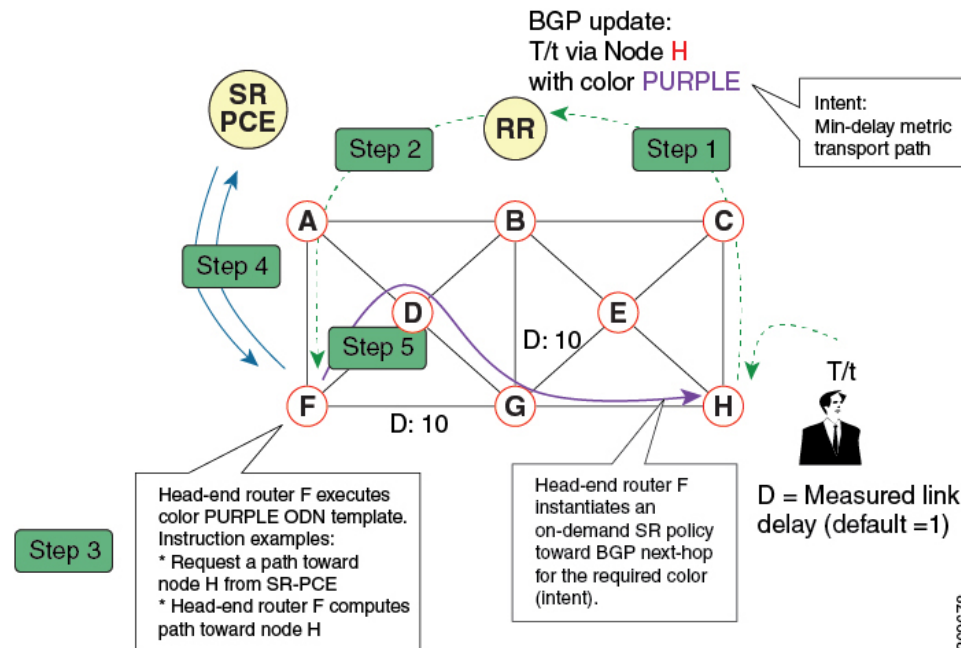 BGP update:
T/t via Node H
with color PURPLE
Intent:
Min-delay metric
transport path
SR
PCE
RR
Step 2
Step 1
A
B
C
Step 4
D
E
Step 5
D: 10
T/t
F
G
H
D: 10
Head-end router F executes
color PURPLE ODN template.
Instruction examples:
* Request a path toward
node H from SR-PCE
* Head-end router F computes
path toward node H
Step 3
Head-end router F
instantiates an
on-demand SR policy
toward BGP next-hop
for the required color
(intent).
D = Measured link
delay (default =1)